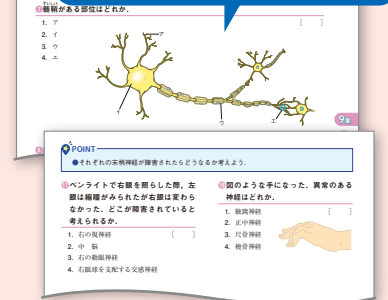 ⑦髄鞘がある部位はどれか.
1. ア
2. イ
3. ウ
4. エ
[ ]
ア
イ
ウ
エ
9章
POINT
●それぞれの末梢神経が障害されたらどうなるか考えよう.
⑰ペンライトで右眼を照らした際, 左
眼は縮瞳がみられたが右眼は変わら
なかった. どこが障害されていると
考えられるか.
1. 右の視神経 [ ]
2. 中 脳
3. 右の動眼神経
4. 右眼球を支配する交感神経
⑱図のような手になった. 異常のある
神経はどれか.
1. 腋窩神経 [ ]
2. 正中神経
3. 尺骨神経
4. 橈骨神経